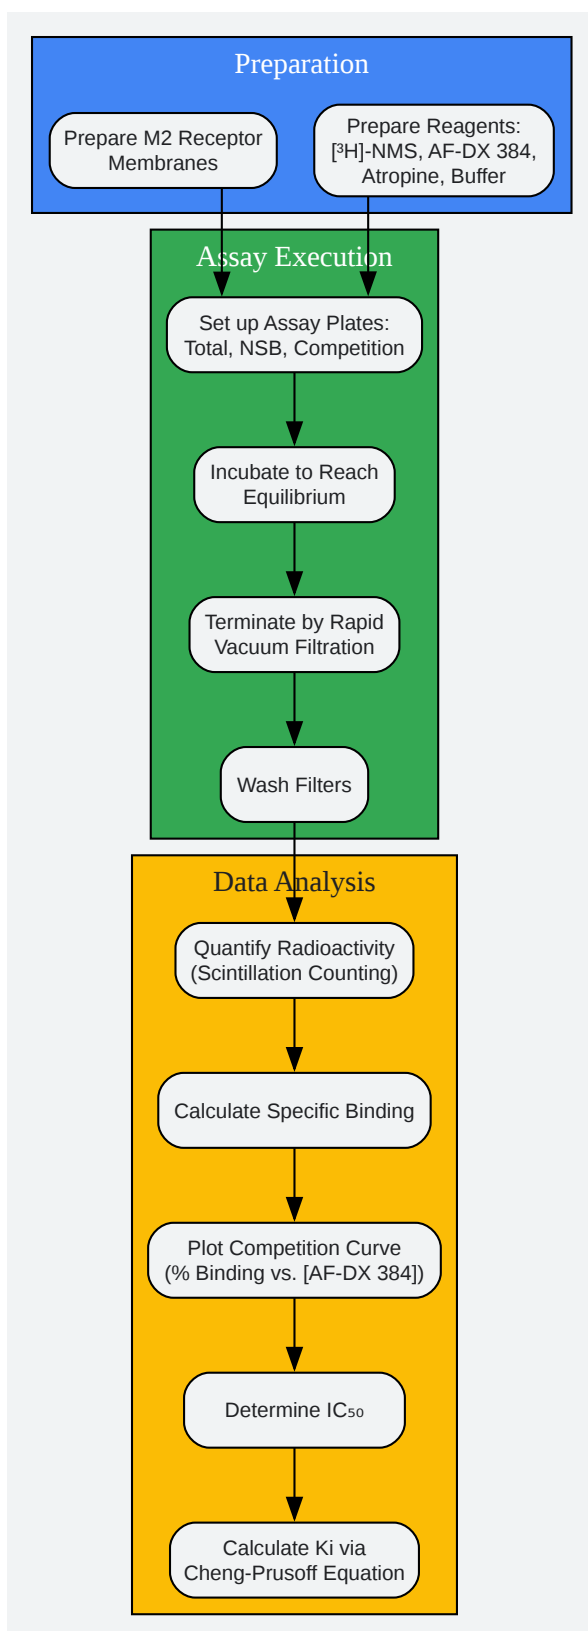 Preparation
Prepare M2 Receptor
Membranes
Prepare Reagents:
[³H]-NMS, AF-DX 384,
Atropine, Buffer
Assay Execution
Set up Assay Plates:
Total, NSB, Competition
Incubate to Reach
Equilibrium
Terminate by Rapid
Vacuum Filtration
Wash Filters
Data Analysis
Quantify Radioactivity
(Scintillation Counting)
Calculate Specific Binding
Plot Competition Curve
(% Binding vs. [AF-DX 384])
Determine IC₅₀
Calculate Ki via
Cheng-Prusoff Equation